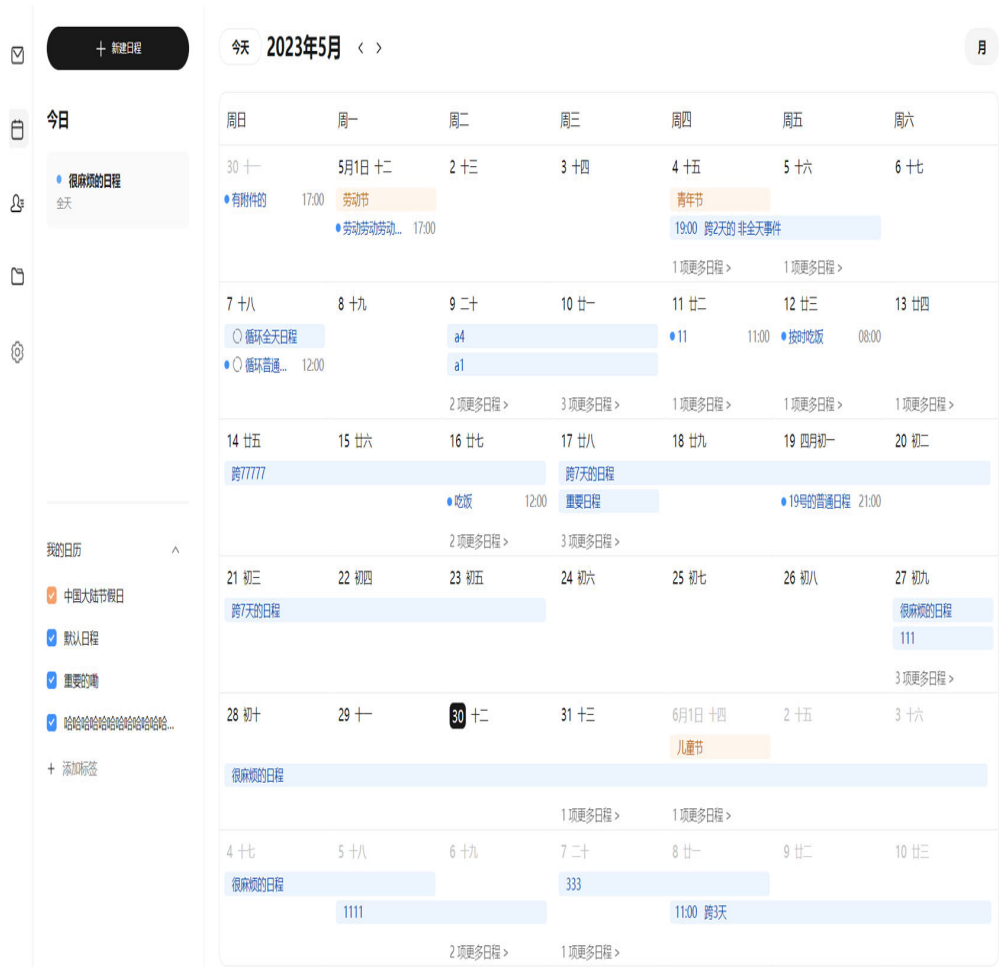 新建日程
今日
很麻烦的日程
全天
我的日历
中国大陆节假日
默认日程
重要的嘞
哈哈哈哈哈哈哈哈哈哈哈哈...
+ 添加标签
今天 2023年5月 < >
月
周日 周一 周二 周三 周四 周五 周六
30 十一 5月1日 十二 2 十三 3 十四 4 十五 5 十六 6 十七
有附件的 17:00 劳动节 青年节
劳动劳动劳动... 17:00 19:00 跨2天的 非全天事件
1 项更多日程 > 1 项更多日程 >
7 十八 8 十九 9 二十 10 廿一 11 廿二 12 廿三 13 廿四
循环全天日程 a4 11 11:00 按时吃饭 08:00
循环普通... 12:00 a1
2 项更多日程 > 3 项更多日程 > 1 项更多日程 > 1 项更多日程 > 1 项更多日程 >
14 廿五 15 廿六 16 廿七 17 廿八 18 廿九 19 四月初一 20 初二
跨77777 跨7天的日程
吃饭 12:00 重要日程 19号的普通日程 21:00
2 项更多日程 > 3 项更多日程 >
21 初三 22 初四 23 初五 24 初六 25 初七 26 初八 27 初九
跨7天的日程 很麻烦的日程
111
3 项更多日程 >
28 初十 29 十一 30 十二 31 十三 6月1日 十四 2 十五 3 十六
儿童节
很麻烦的日程
1 项更多日程 > 1 项更多日程 >
4 十七 5 十八 6 十九 7 二十 8 廿一 9 廿二 10 廿三
很麻烦的日程 333
1111 11:00 跨3天
2 项更多日程 > 1 项更多日程 >